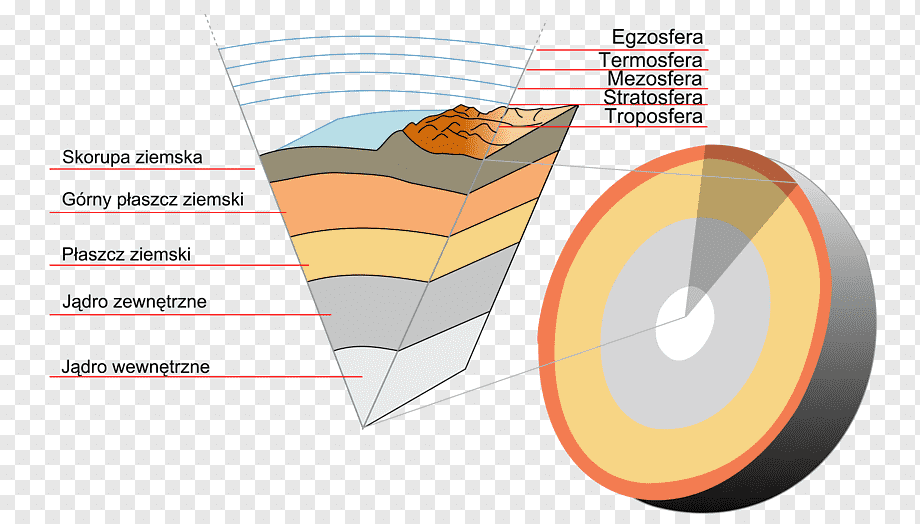 Egzosfera
Termosfera
Mezosfera
Stratosfera
Troposfera
Skorupa ziemska
Górny płaszcz ziemski
Płaszcz ziemski
Jądro zewnętrzne
Jądro wewnętrzne